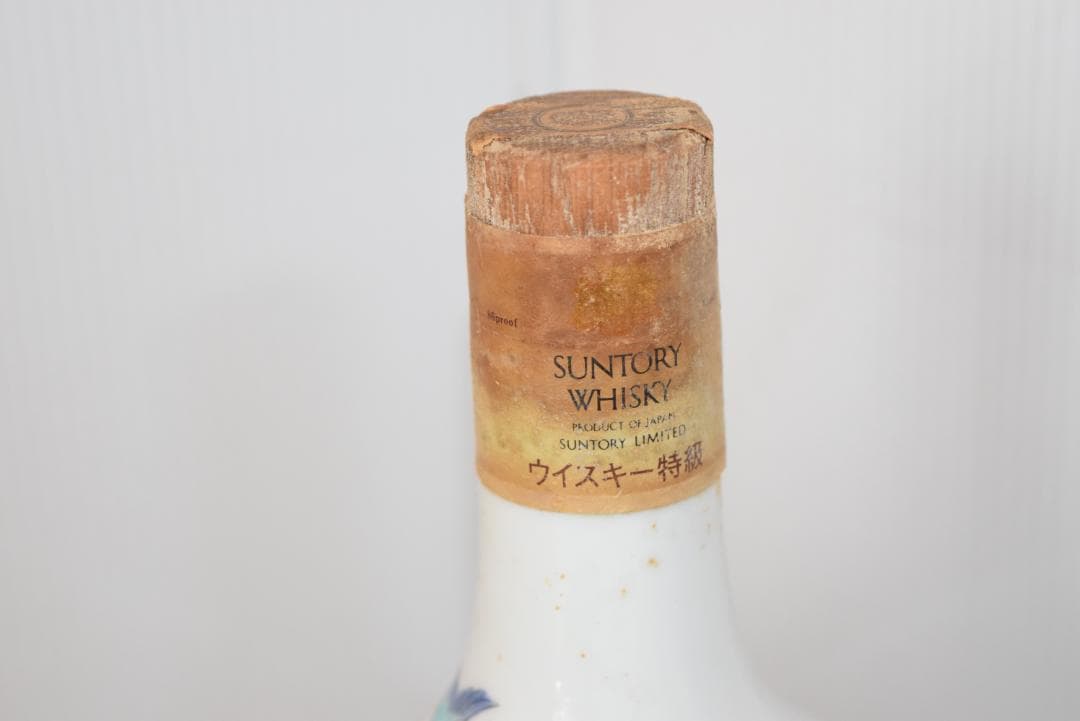 SUNTORY
WHISKY
PRODUCT OF JAPAN
SUNTORY LIMITED
ウイスキー特級